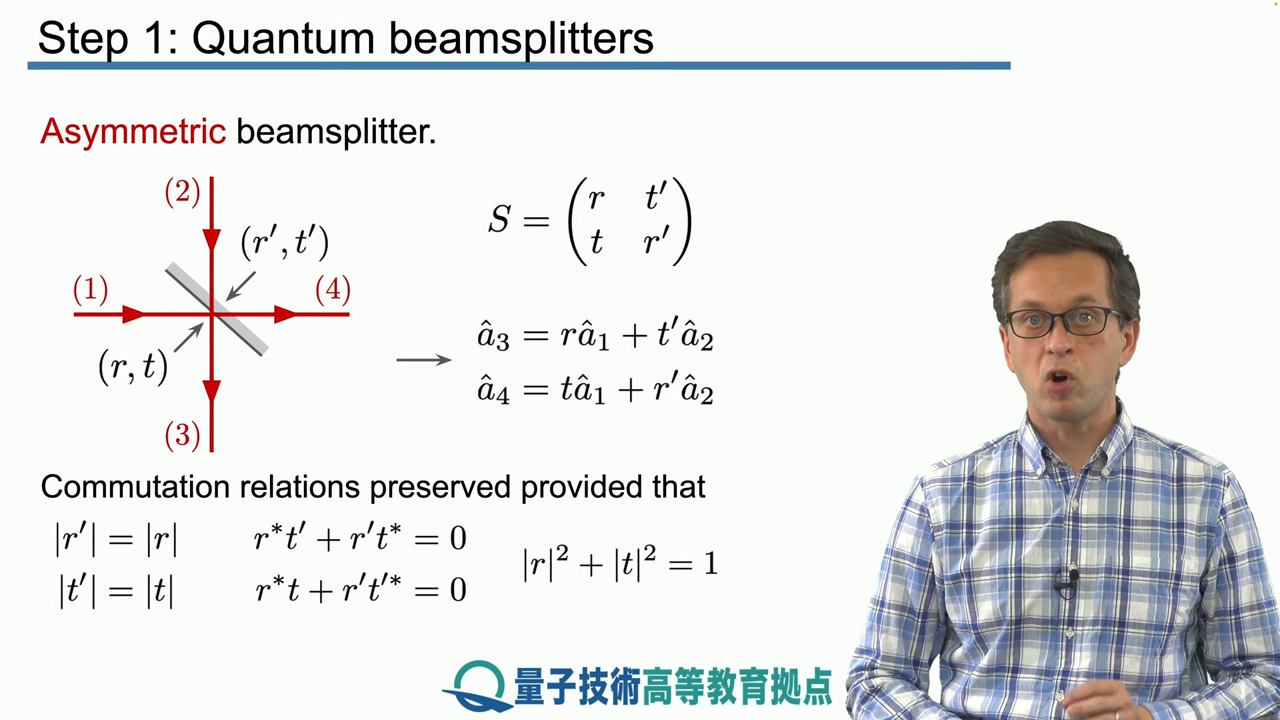 Step 1: Quantum beamsplitters
Asymmetric beamsplitter.
(2)
(r′, t′)
(1)
(4)
(r, t)
(3)
S = (r t′
t r′)
â₃ = râ₁ + t′â₂
â₄ = tâ₁ + r′â₂
Commutation relations preserved provided that
|r′| = |r|
r*t′ + r′t* = 0
|r|² + |t|² = 1
|t′| = |t|
r*t + r′t′* = 0
量子技術高等教育拠点